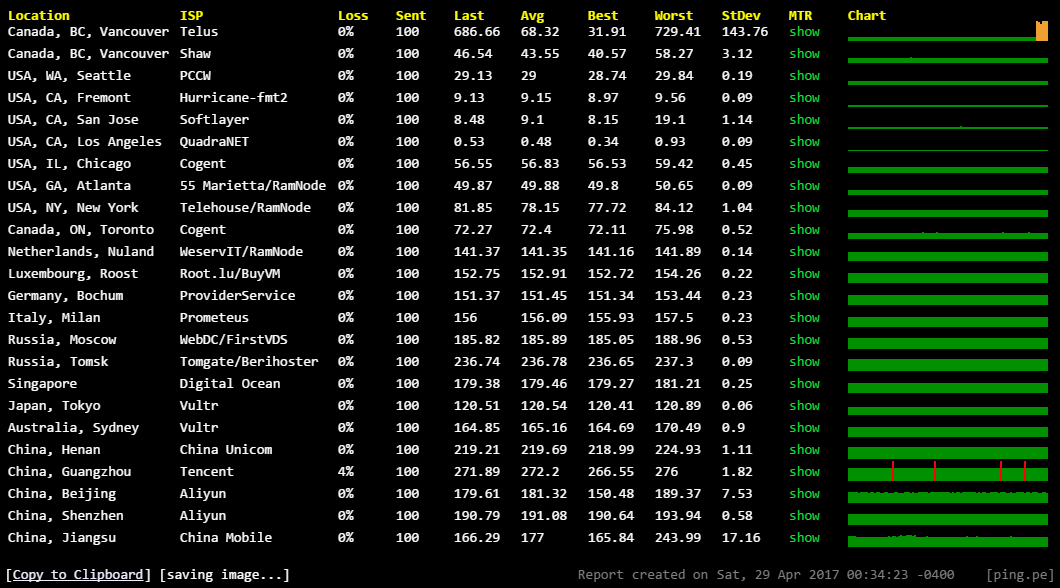 Location ISP Loss Sent Last Avg Best Worst StDev MTR Chart
Canada, BC, Vancouver Telus 0% 100 686.66 68.32 31.91 729.41 143.76 show
Canada, BC, Vancouver Shaw 0% 100 46.54 43.55 40.57 58.27 3.12 show
USA, WA, Seattle PCCW 0% 100 29.13 29 28.74 29.84 0.19 show
USA, CA, Fremont Hurricane-fmt2 0% 100 9.13 9.15 8.97 9.56 0.09 show
USA, CA, San Jose Softlayer 0% 100 8.48 9.1 8.15 19.1 1.14 show
USA, CA, Los Angeles QuadraNET 0% 100 0.53 0.48 0.34 0.93 0.09 show
USA, IL, Chicago Cogent 0% 100 56.55 56.83 56.53 59.42 0.45 show
USA, GA, Atlanta 55 Marietta/RamNode 0% 100 49.87 49.88 49.8 50.65 0.09 show
USA, NY, New York Telehouse/RamNode 0% 100 81.85 78.15 77.72 84.12 1.04 show
Canada, ON, Toronto Cogent 0% 100 72.27 72.4 72.11 75.98 0.52 show
Netherlands, Nuland WeservIT/RamNode 0% 100 141.37 141.35 141.16 141.89 0.14 show
Luxembourg, Roost Root.lu/BuyVM 0% 100 152.75 152.91 152.72 154.26 0.22 show
Germany, Bochum ProviderService 0% 100 151.37 151.45 151.34 153.44 0.23 show
Italy, Milan Prometeus 0% 100 156 156.09 155.93 157.5 0.23 show
Russia, Moscow WebDC/FirstVDS 0% 100 185.82 185.89 185.05 188.96 0.53 show
Russia, Tomsk Tomgate/Berihoster 0% 100 236.74 236.78 236.65 237.3 0.09 show
Singapore Digital Ocean 0% 100 179.38 179.46 179.27 181.21 0.25 show
Japan, Tokyo Vultr 0% 100 120.51 120.54 120.41 120.89 0.06 show
Australia, Sydney Vultr 0% 100 164.85 165.16 164.69 170.49 0.9 show
China, Henan China Unicom 0% 100 219.21 219.69 218.99 224.93 1.11 show
China, Guangzhou Tencent 4% 100 271.89 272.2 266.55 276 1.82 show
China, Beijing Aliyun 0% 100 179.61 181.32 150.48 189.37 7.53 show
China, Shenzhen Aliyun 0% 100 190.79 191.08 190.64 193.94 0.58 show
China, Jiangsu China Mobile 0% 100 166.29 177 165.84 243.99 17.16 show
[Copy to Clipboard] [saving image...] Report created on Sat, 29 Apr 2017 00:34:23 -0400 [ping.pe]